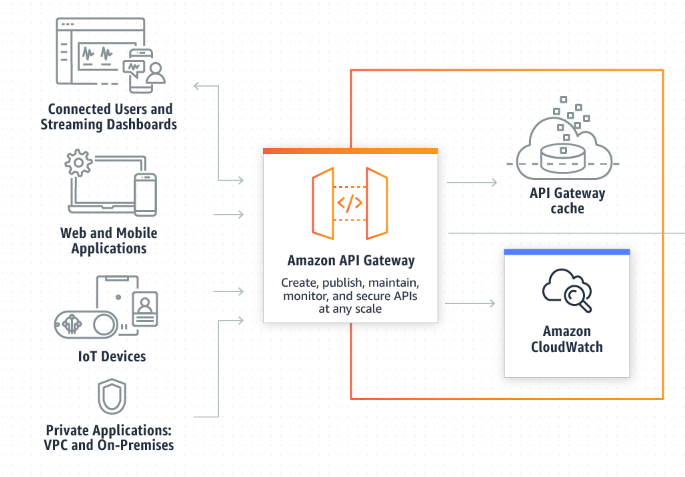 Connected Users and
Streaming Dashboards
Web and Mobile
Applications
IoT Devices
Private Applications:
VPC and On-Premises
</>
Amazon API Gateway
Create, publish, maintain,
monitor, and secure APIs
at any scale
API Gateway
cache
Amazon
CloudWatch